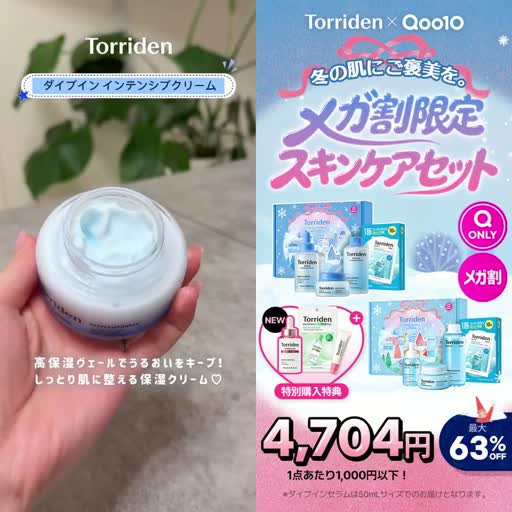 Torriden
ダイブイン インテンシブクリーム
Torriden
高保湿ヴェールでうるおいをキープ!
しっとり肌に整える保湿クリーム♡
Torriden × Qoo10
冬の肌にご褒美を。
メガ割限定
スキンケアセット
Q
ONLY
メガ割
Torriden
Torriden
NEW
Torriden
Torriden
特別購入特典
4,704円
最大
63%OFF
1点あたり1,000円以下!
*ダイブインセラムは50mLサイズでのお届けとなります。